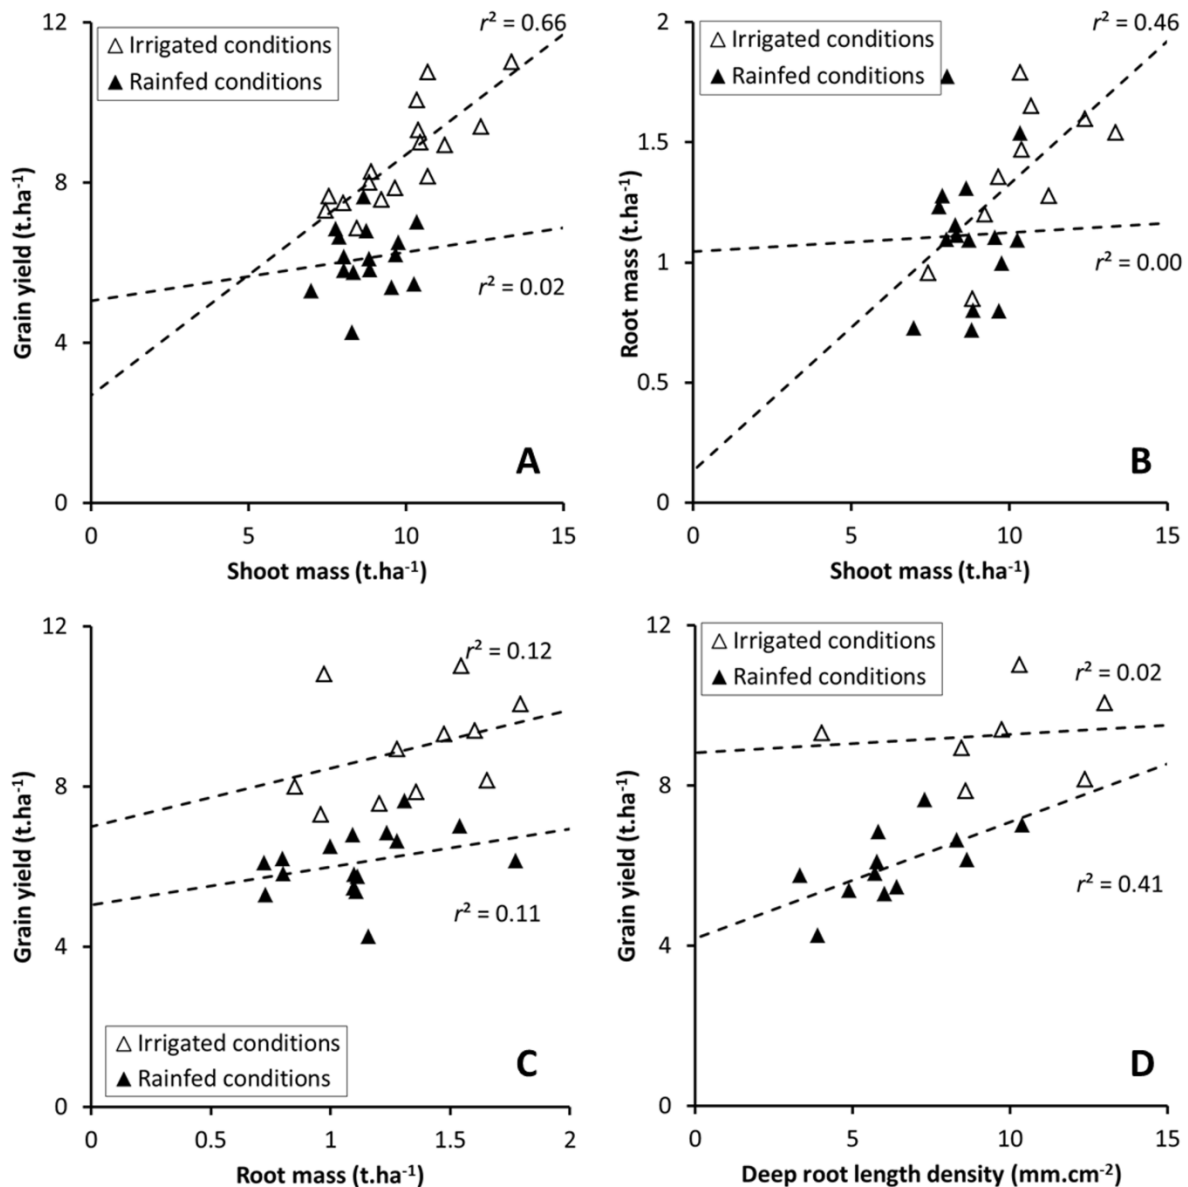 12
8
4
0
Grain yield (t.ha⁻¹)
△ Irrigated conditions
▲ Rainfed conditions
r² = 0.66
r² = 0.02
A
0 5 10 15
Shoot mass (t.ha⁻¹)
2
1.5
1
0.5
0
Root mass (t.ha⁻¹)
△ Irrigated conditions
▲ Rainfed conditions
r² = 0.46
r² = 0.00
B
0 5 10 15
Shoot mass (t.ha⁻¹)
12
8
4
0
Grain yield (t.ha⁻¹)
r² = 0.12
r² = 0.11
△ Irrigated conditions
▲ Rainfed conditions
C
0 0.5 1 1.5 2
Root mass (t.ha⁻¹)
12
8
4
0
Grain yield (t.ha⁻¹)
△ Irrigated conditions
▲ Rainfed conditions
r² = 0.02
r² = 0.41
D
0 5 10 15
Deep root length density (mm.cm⁻²)